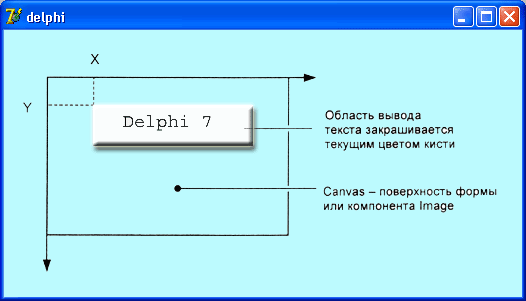 delphi
X
Y
Delphi 7
Область вывода
текста закрашивается
текущим цветом кисти
Canvas – поверхность формы
или компонента Image